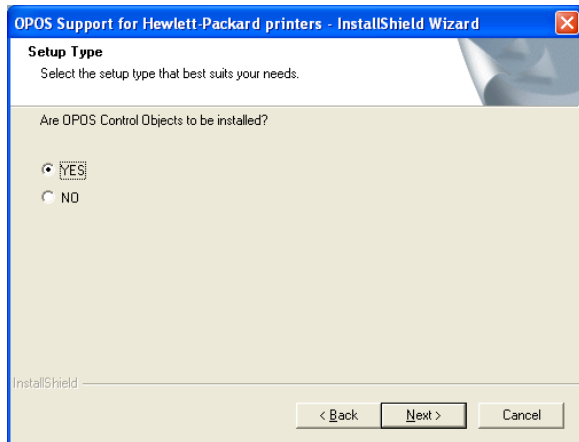 OPOS Support for Hewlett-Packard printers - InstallShield Wizard
Setup Type
Select the setup type that best suits your needs.
Are OPOS Control Objects to be installed?
YES
NO
InstallShield
< Back Next > Cancel